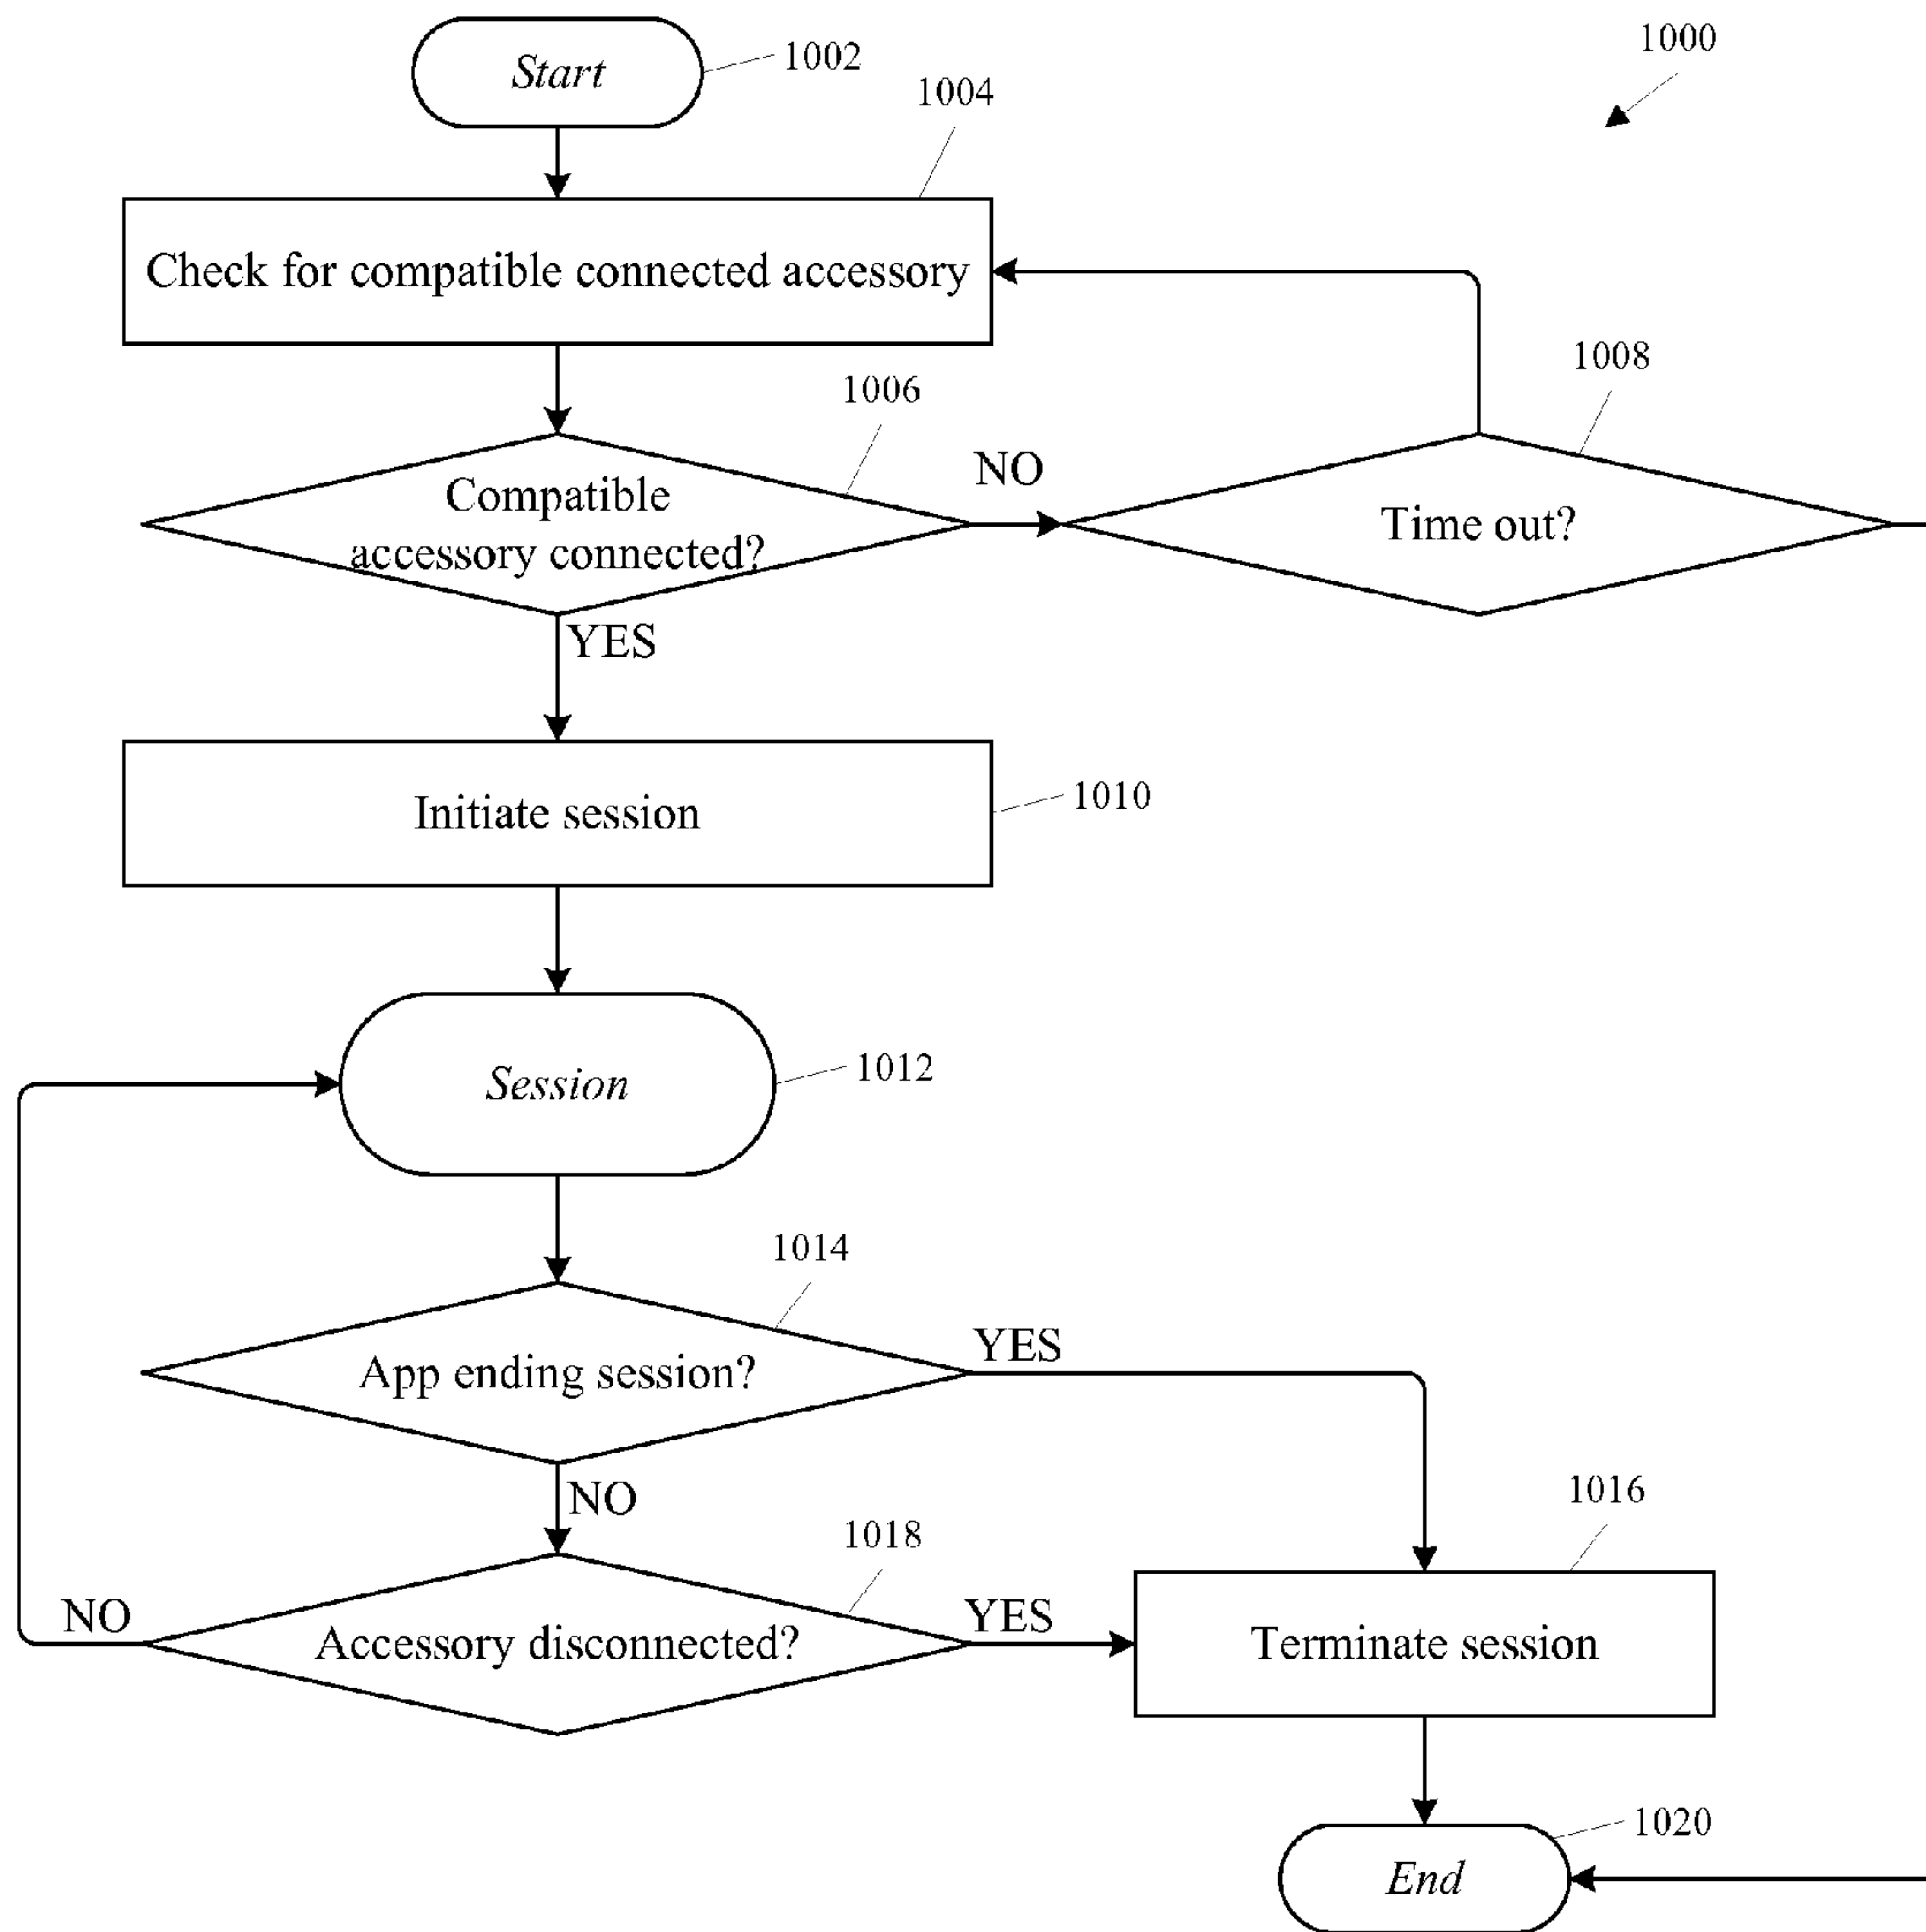 Start
1002
1000
1004
Check for compatible connected accessory
1006
1008
Compatible
accessory connected?
NO
Time out?
YES
Initiate session
1010
Session
1012
1014
App ending session?
YES
NO
1018
1016
NO
Accessory disconnected?
YES
Terminate session
1020
End